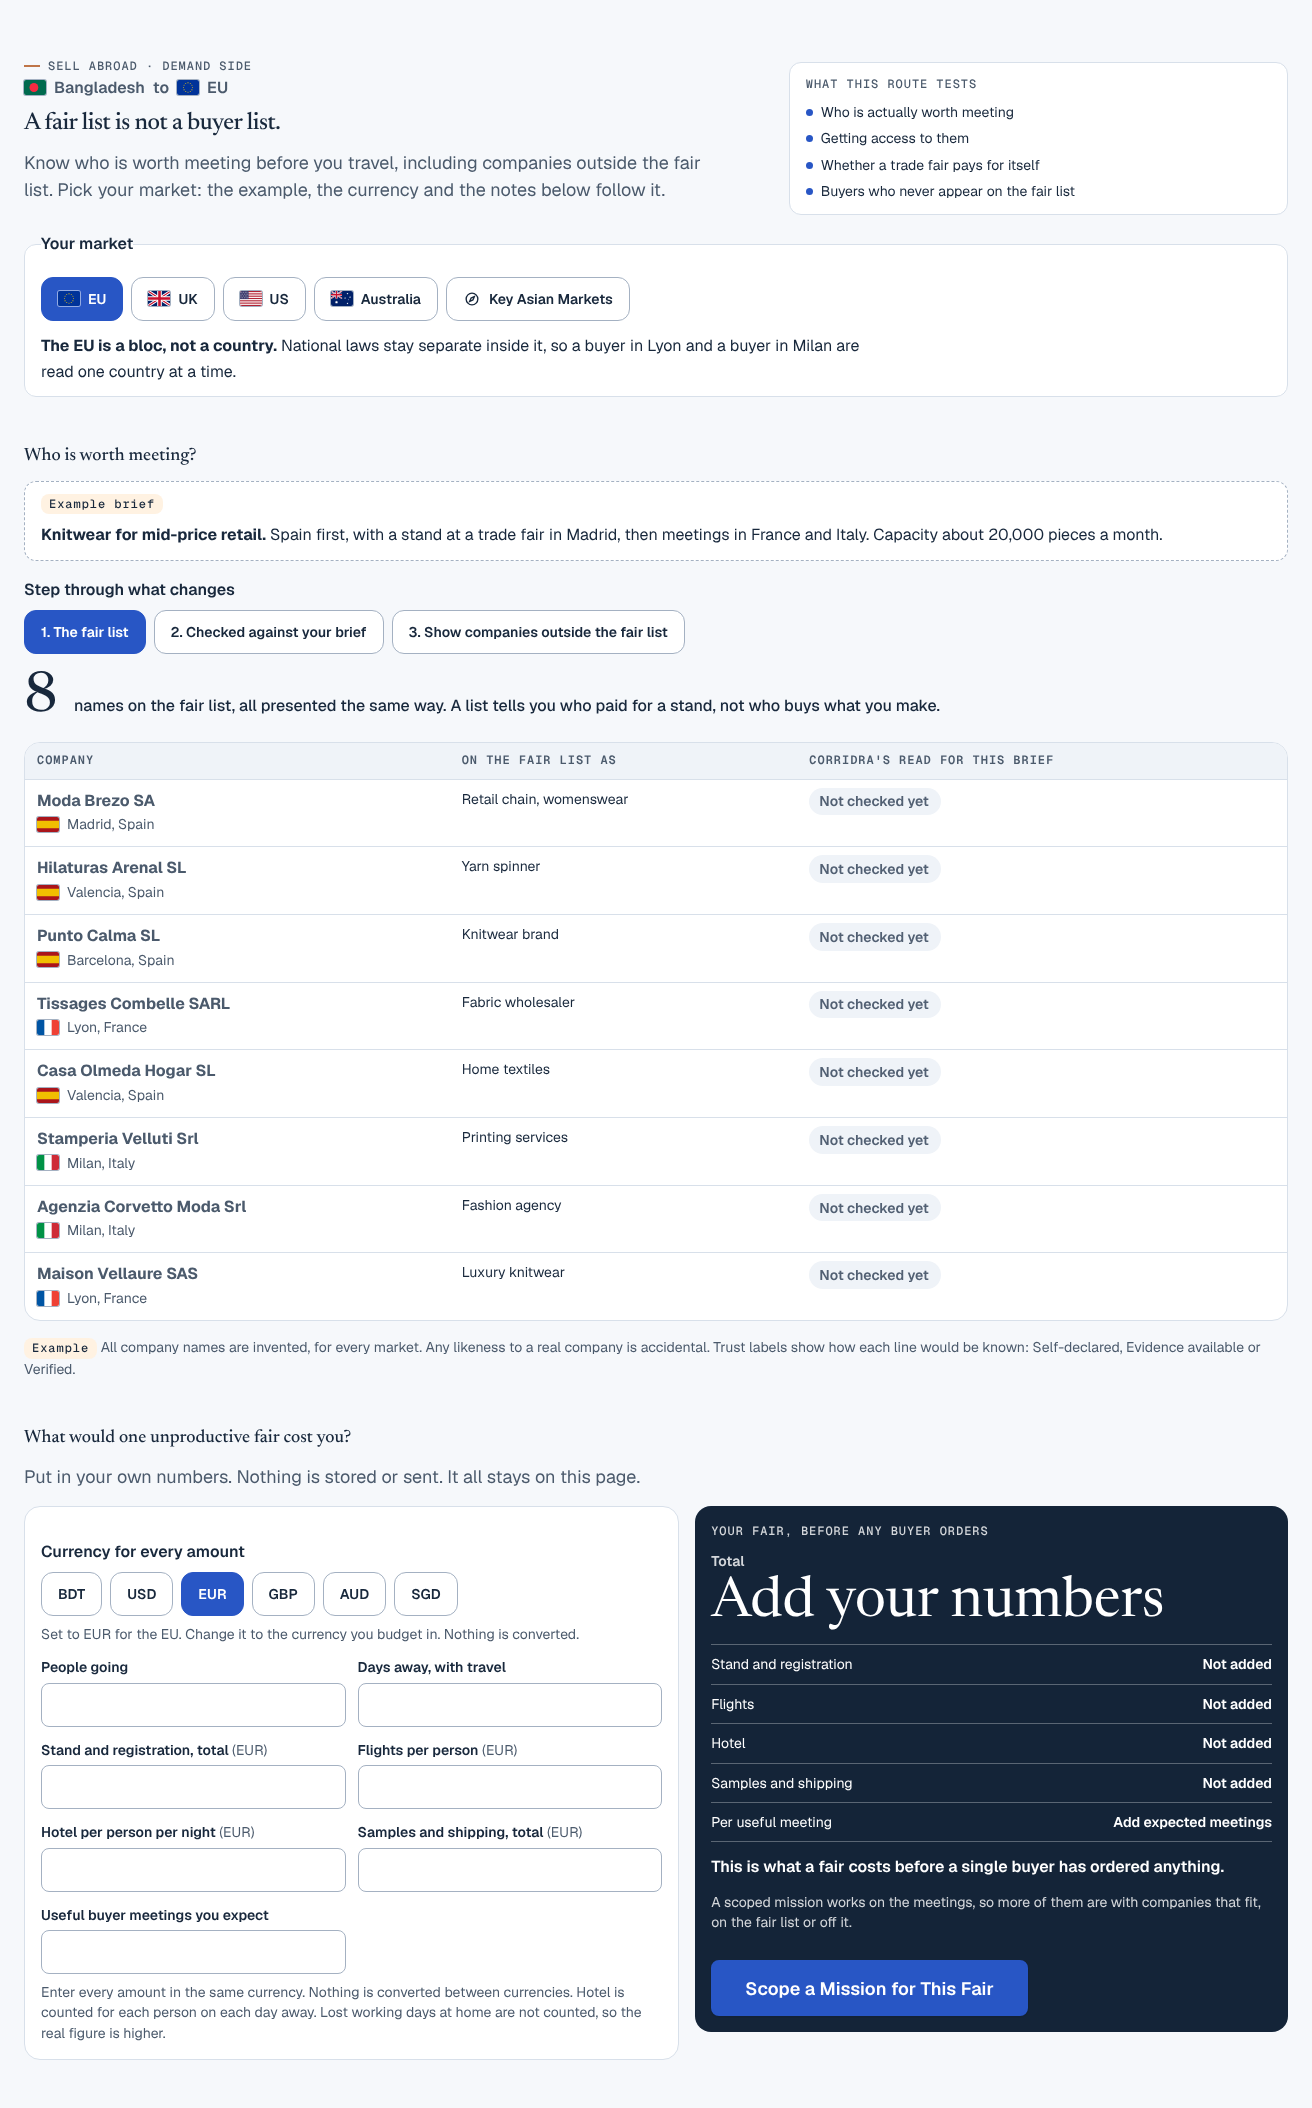 SELL ABROAD · DEMAND SIDE
Bangladesh to EU
A fair list is not a buyer list.
Know who is worth meeting before you travel, including companies outside the fair
list. Pick your market: the example, the currency and the notes below follow it.
WHAT THIS ROUTE TESTS
Who is actually worth meeting
Getting access to them
Whether a trade fair pays for itself
Buyers who never appear on the fair list
Your market
EU
UK
US
Australia
Key Asian Markets
The EU is a bloc, not a country. National laws stay separate inside it, so a buyer in Lyon and a buyer in Milan are
read one country at a time.
Who is worth meeting?
Example brief
Knitwear for mid-price retail. Spain first, with a stand at a trade fair in Madrid, then meetings in France and Italy. Capacity about 20,000 pieces a month.
Step through what changes
1. The fair list
2. Checked against your brief
3. Show companies outside the fair list
8 names on the fair list, all presented the same way. A list tells you who paid for a stand, not who buys what you make.
COMPANY ON THE FAIR LIST AS CORRIDRA'S READ FOR THIS BRIEF
Moda Brezo SA Retail chain, womenswear Not checked yet
Madrid, Spain
Hilaturas Arenal SL Yarn spinner Not checked yet
Valencia, Spain
Punto Calma SL Knitwear brand Not checked yet
Barcelona, Spain
Tissages Combelle SARL Fabric wholesaler Not checked yet
Lyon, France
Casa Olmeda Hogar SL Home textiles Not checked yet
Valencia, Spain
Stamperia Velluti Srl Printing services Not checked yet
Milan, Italy
Agenzia Corvetto Moda Srl Fashion agency Not checked yet
Milan, Italy
Maison Vellaure SAS Luxury knitwear Not checked yet
Lyon, France
Example All company names are invented, for every market. Any likeness to a real company is accidental. Trust labels show how each line would be known: Self-declared, Evidence available or
Verified.
What would one unproductive fair cost you?
Put in your own numbers. Nothing is stored or sent. It all stays on this page.
Currency for every amount
BDT
USD
EUR
GBP
AUD
SGD
Set to EUR for the EU. Change it to the currency you budget in. Nothing is converted.
People going
Days away, with travel
Stand and registration, total (EUR)
Flights per person (EUR)
Hotel per person per night (EUR)
Samples and shipping, total (EUR)
Useful buyer meetings you expect
Enter every amount in the same currency. Nothing is converted between currencies. Hotel is
counted for each person on each day away. Lost working days at home are not counted, so the
real figure is higher.
YOUR FAIR, BEFORE ANY BUYER ORDERS
Total
Add your numbers
Stand and registration Not added
Flights Not added
Hotel Not added
Samples and shipping Not added
Per useful meeting Add expected meetings
This is what a fair costs before a single buyer has ordered anything.
A scoped mission works on the meetings, so more of them are with companies that fit,
on the fair list or off it.
Scope a Mission for This Fair